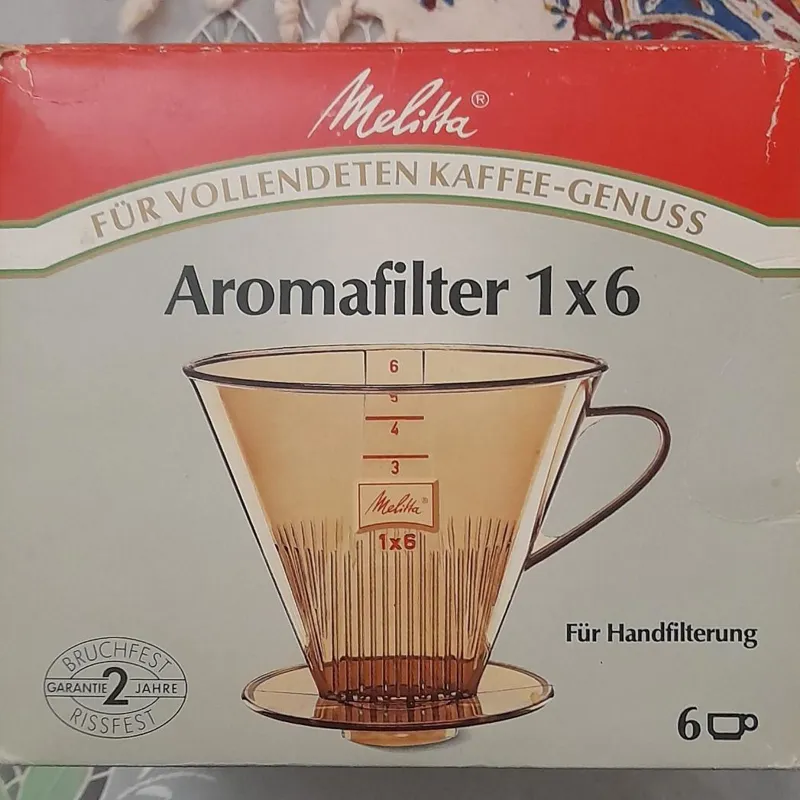 Melitta®
FÜR VOLLENDETEN KAFFEE-GENUSS
Aromafilter 1x6
6
5
4
3
Melitta®
1x6
Für Handfilterung
BRUCHFEST
GARANTIE 2 JAHRE
RISSFEST
6